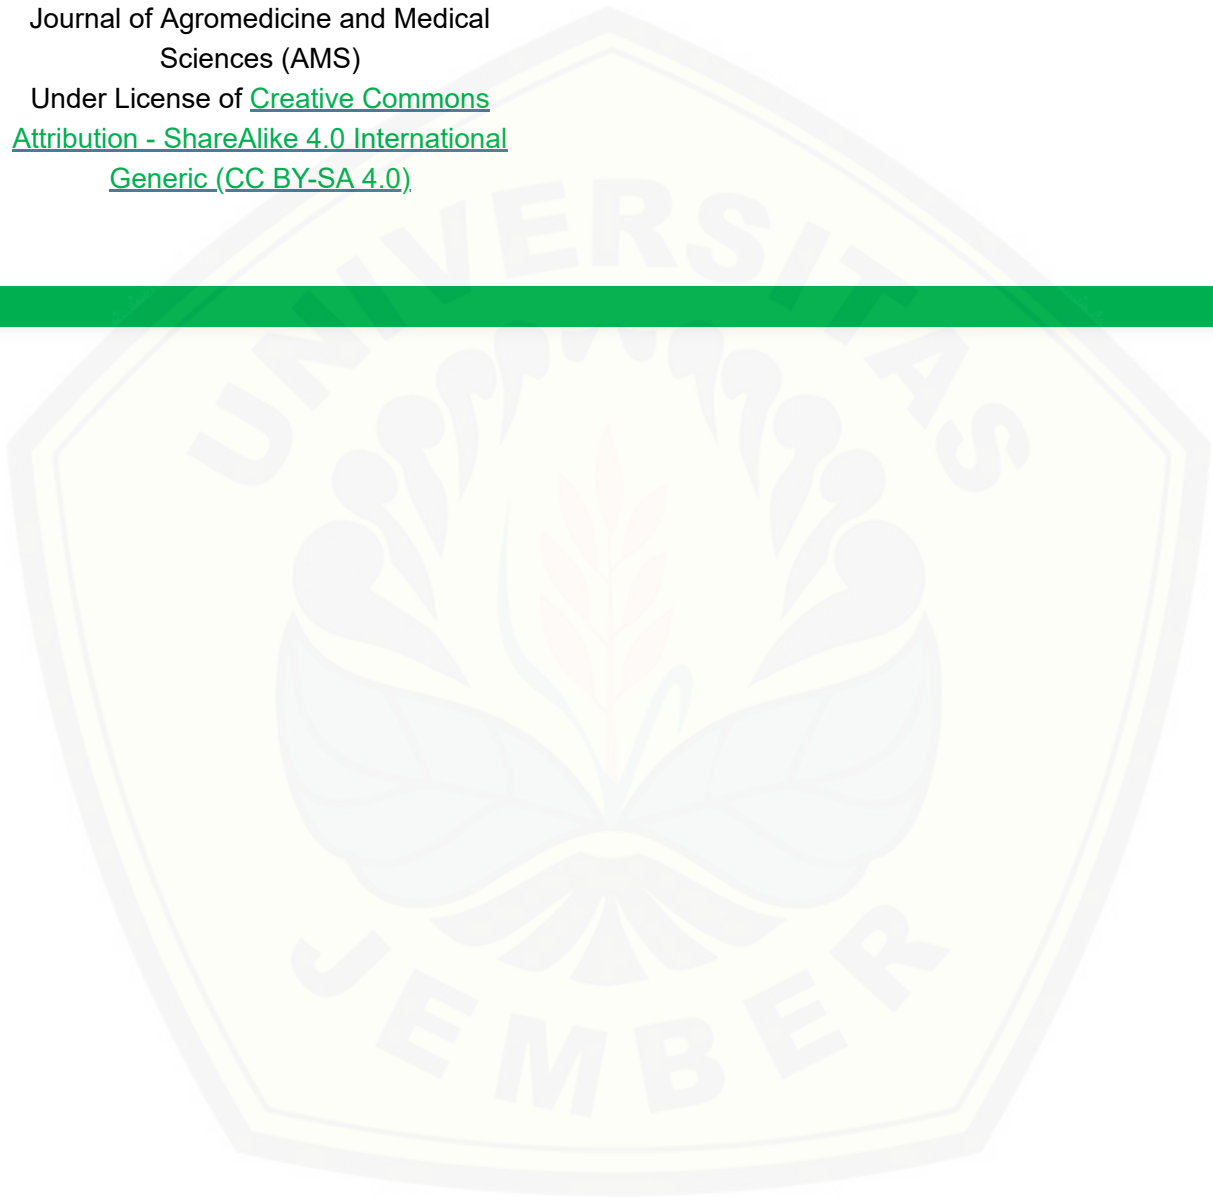 Journal of Agromedicine and Medical
Sciences (AMS)
Under License of Creative Commons
Attribution - ShareAlike 4.0 International
Generic (CC BY-SA 4.0)
UNIVERSITAS
JEMBER